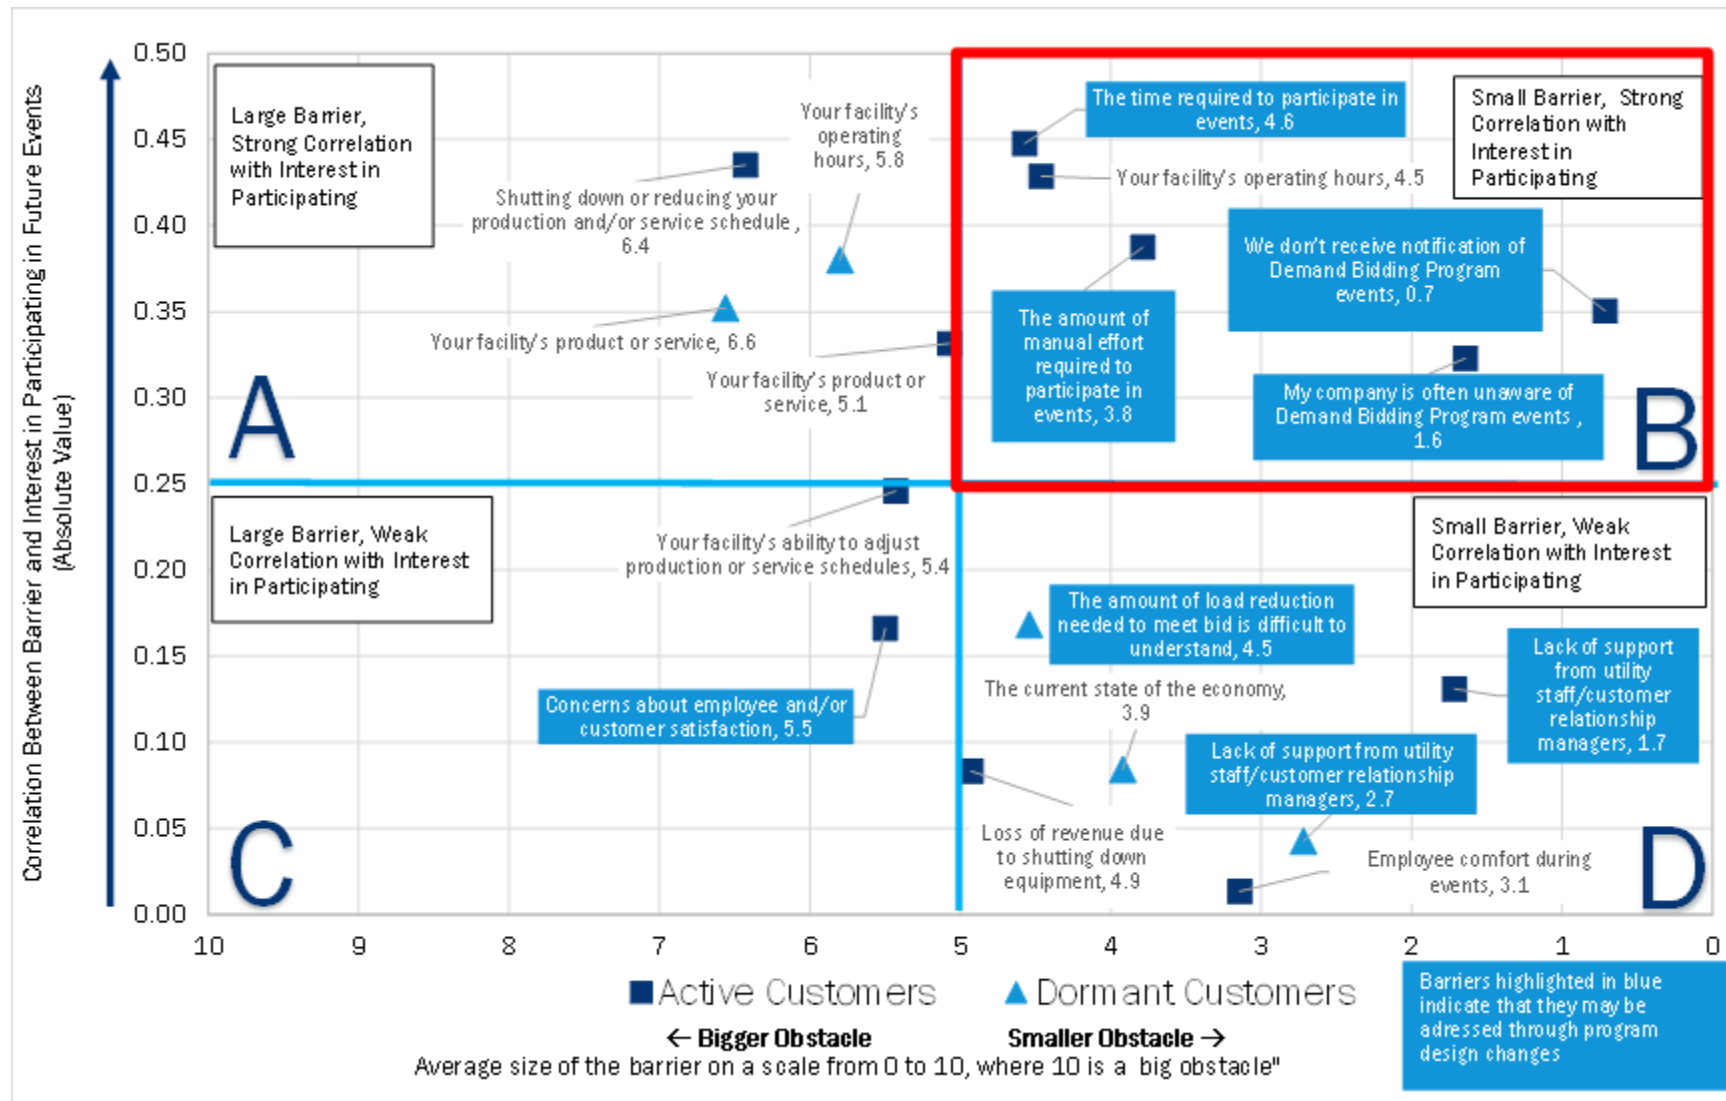 Correlation Between Barrier and Interest in Participating in Future Events
(Absolute Value)
0.50
0.45
0.40
0.35
0.30
0.25
0.20
0.15
0.10
0.05
0.00
Large Barrier,
Strong Correlation
with Interest in
Participating
Your facility's
operating
hours, 5.8
Shutting down or reducing your
production and/or service schedule ,
6.4
Your facility's product or service, 6.6
Your facility's product or
service, 5.1
A
The time required to participate in
events, 4.6
Small Barrier, Strong
Correlation with
Interest in
Participating
Your facility's operating hours, 4.5
We don't receive notification of
Demand Bidding Program
events, 0.7
The amount of
manual effort
required to
participate in
events, 3.8
My company is often unaware of
Demand Bidding Program events ,
1.6
B
Large Barrier, Weak
Correlation with Interest
in Participating
Your facility's ability to adjust
production or service schedules, 5.4
Concerns about employee and/or
customer satisfaction, 5.5
C
Small Barrier, Weak
Correlation with Interest
in Participating
The amount of load reduction
needed to meet bid is difficult to
understand, 4.5
Lack of support
from utility
staff/customer
relationship
managers, 1.7
The current state of the economy,
3.9
Lack of support from utility
staff/customer relationship
managers, 2.7
Loss of revenue due
to shutting down
equipment, 4.9
Employee comfort during
events, 3.1
D
10 9 8 7 6 5 4 3 2 1 0
Active Customers Dormant Customers
← Bigger Obstacle Smaller Obstacle →
Average size of the barrier on a scale from 0 to 10, where 10 is a big obstacle"
Barriers highlighted in blue
indicate that they may be
adressed through program
design changes